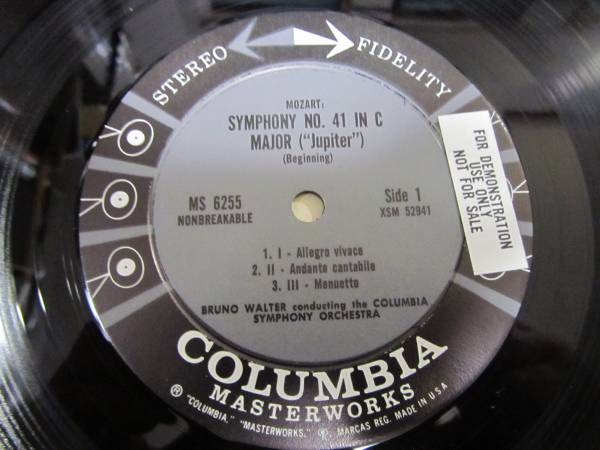 STEREO FIDELITY
MOZART:
SYMPHONY NO. 41 IN C
MAJOR ("Jupiter")
(Beginning)
MS 6255
NONBREAKABLE
Side 1
XSM 52941
1. I - Allegro vivace
2. II - Andante cantabile
3. III - Menuetto
BRUNO WALTER conducting the COLUMBIA
SYMPHONY ORCHESTRA
FOR DEMONSTRATION
USE ONLY
NOT FOR SALE
COLUMBIA
MASTERWORKS
® "COLUMBIA," "MASTERWORKS," MARCAS REG. MADE IN U.S.A.